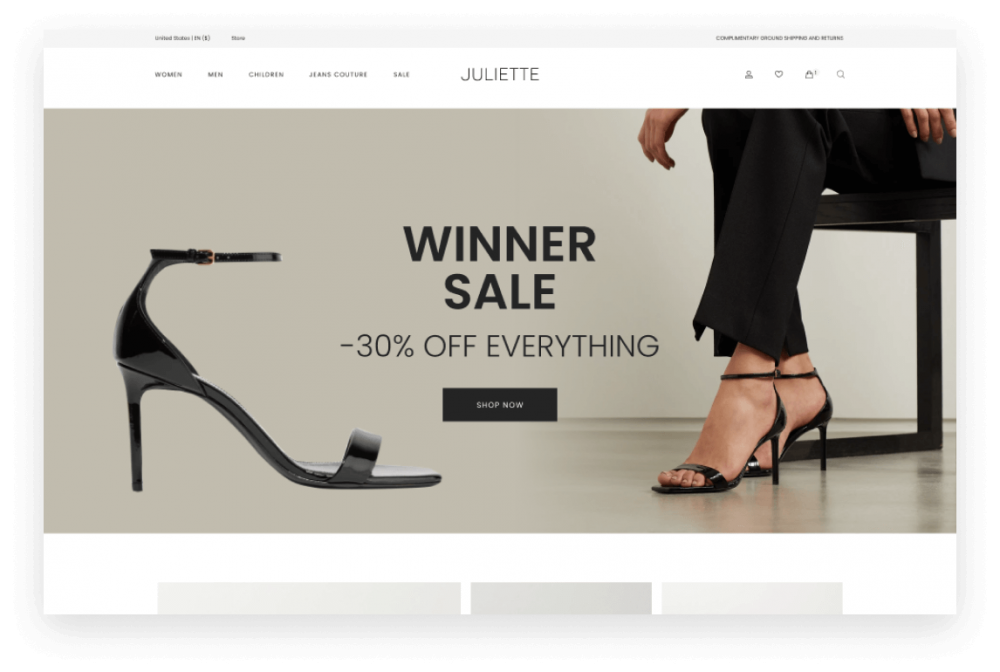 United States | EN ($) Store COMPLIMENTARY GROUND SHIPPING AND RETURNS
WOMEN MEN CHILDREN JEANS COUTURE SALE JULIETTE
WINNER
SALE
-30% OFF EVERYTHING
SHOP NOW